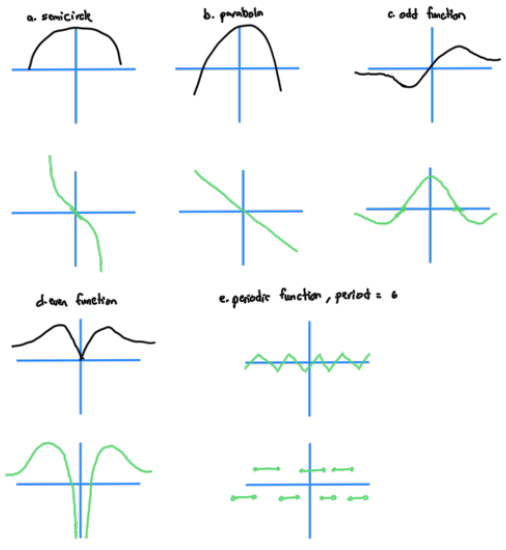 a. semicircle
b. parabola
c. odd function
d. even function
e. periodic function, period = 6